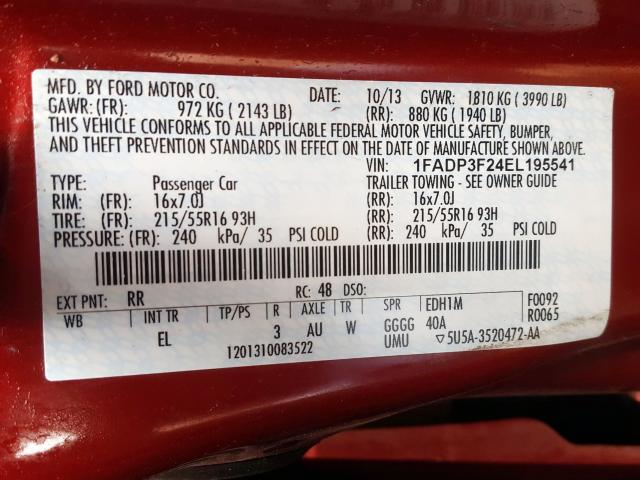 MFD. BY FORD MOTOR CO. DATE: 10/13 GVWR: 1810 KG ( 3990 LB)
GAWR: (FR): 972 KG ( 2143 LB) (RR): 880 KG ( 1940 LB)
THIS VEHICLE CONFORMS TO ALL APPLICABLE FEDERAL MOTOR VEHICLE SAFETY, BUMPER,
AND THEFT PREVENTION STANDARDS IN EFFECT ON THE DATE OF MANUFACTURE SHOWN ABOVE.
VIN: 1FADP3F24EL195541
TYPE: Passenger Car TRAILER TOWING - SEE OWNER GUIDE
RIM: (FR): 16x7.0J (RR): 16x7.0J
TIRE: (FR): 215/55R16 93H (RR): 215/55R16 93H
PRESSURE: (FR): 240 kPa/ 35 PSI COLD (RR): 240 kPa/ 35 PSI COLD
EXT PNT: RR RC: 48 DSO:
WB INT TR TP/PS R AXLE TR SPR EDH1M F0092
EL 3 AU W GGGG 40A R0065
1201310083522 UMU ▽5U5A-3520472-AA